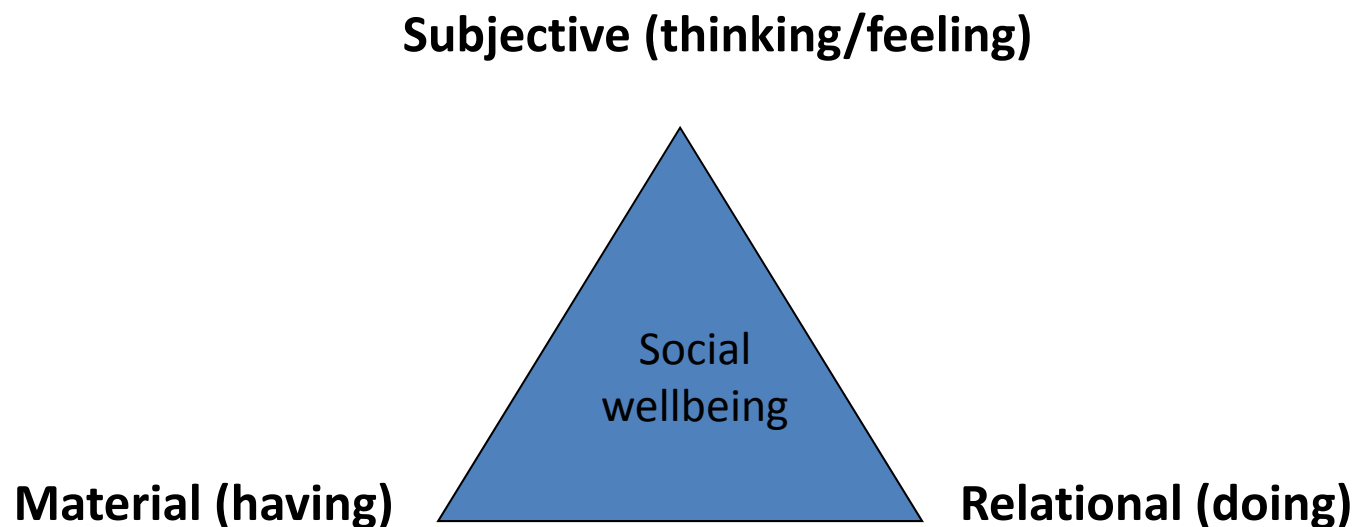 Subjective (thinking/feeling)
Social
wellbeing
Material (having)
Relational (doing)